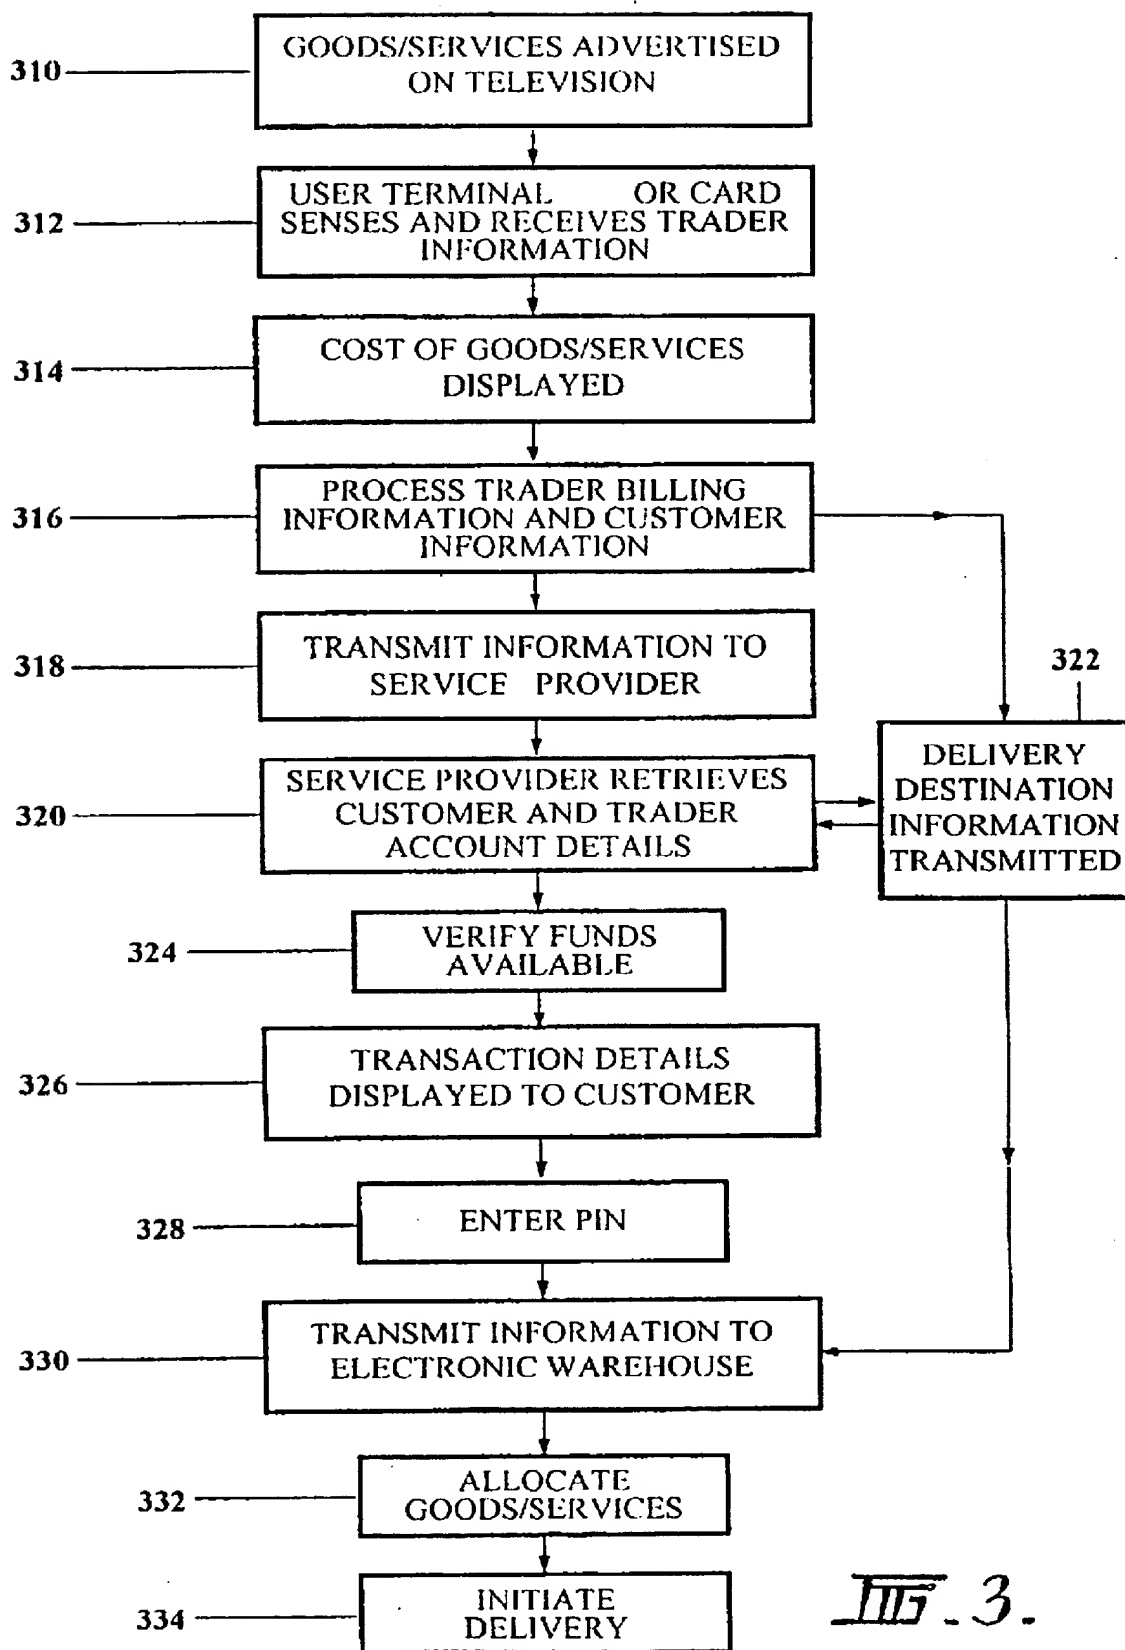 310
GOODS/SERVICES ADVERTISED
ON TELEVISION
312
USER TERMINAL OR CARD
SENSES AND RECEIVES TRADER
INFORMATION
314
COST OF GOODS/SERVICES
DISPLAYED
316
PROCESS TRADER BILLING
INFORMATION AND CUSTOMER
INFORMATION
318
TRANSMIT INFORMATION TO
SERVICE PROVIDER
322
DELIVERY
DESTINATION
INFORMATION
TRANSMITTED
320
SERVICE PROVIDER RETRIEVES
CUSTOMER AND TRADER
ACCOUNT DETAILS
324
VERIFY FUNDS
AVAILABLE
326
TRANSACTION DETAILS
DISPLAYED TO CUSTOMER
328
ENTER PIN
330
TRANSMIT INFORMATION TO
ELECTRONIC WAREHOUSE
332
ALLOCATE
GOODS/SERVICES
334
INITIATE
DELIVERY
FIG. 3.